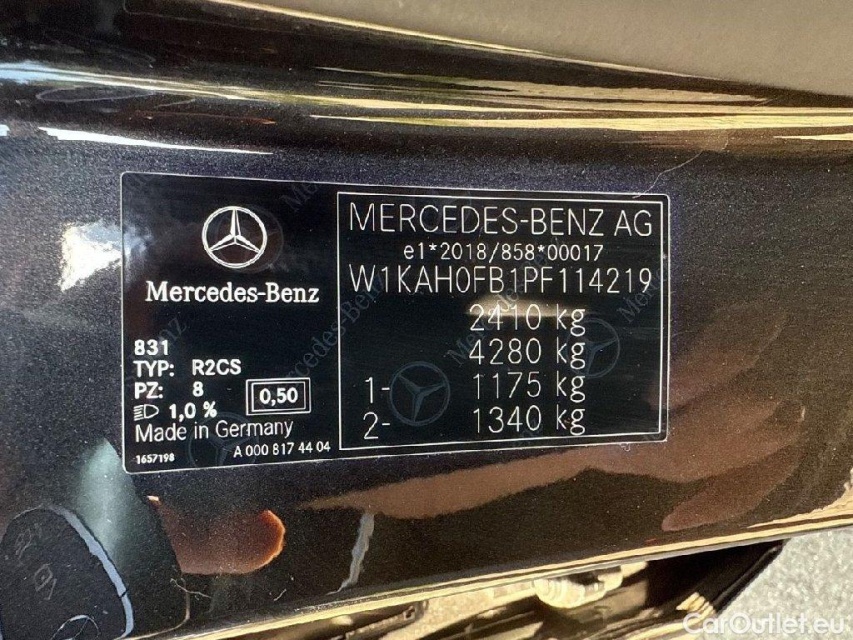 Mercedes-Benz
831
TYP: R2CS
PZ: 8
0,50
1,0 %
Made in Germany
1657198
A 000 817 44 04
MERCEDES-BENZ AG
e1*2018/858*00017
W1KAH0FB1PF114219
2410 kg
4280 kg
1- 1175 kg
2- 1340 kg
CarOutlet.eu